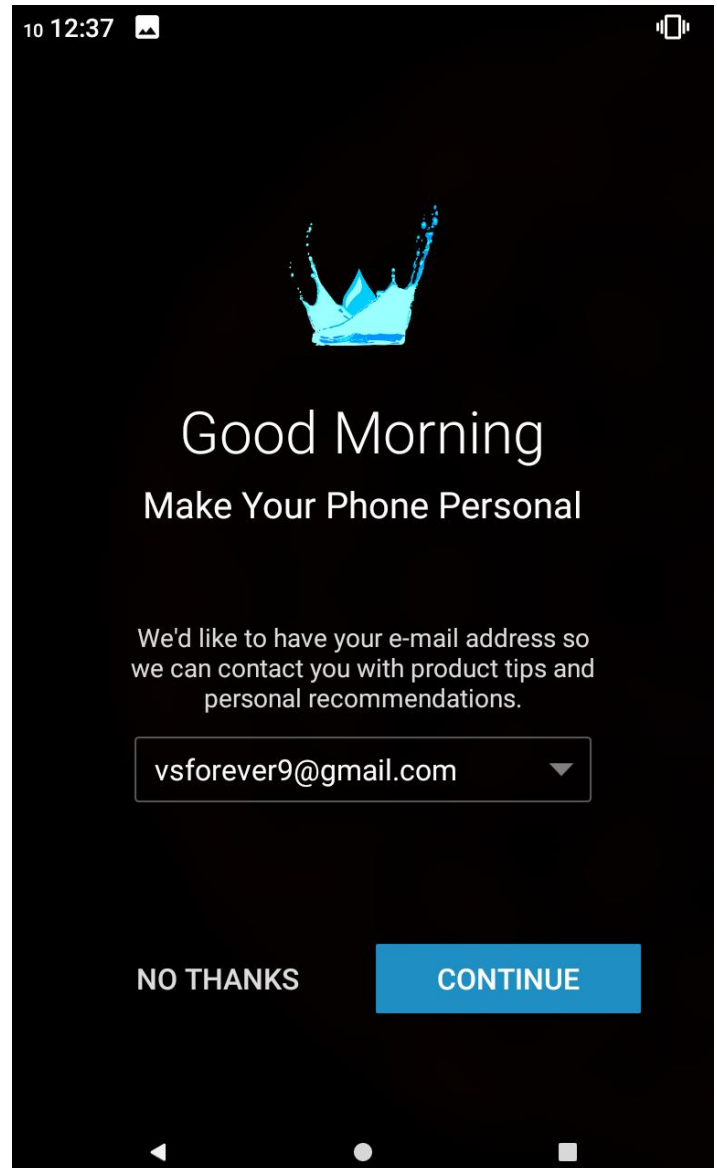 10 12:37
Good Morning
Make Your Phone Personal
We'd like to have your e-mail address so
we can contact you with product tips and
personal recommendations.
vsforever9@gmail.com
NO THANKS CONTINUE